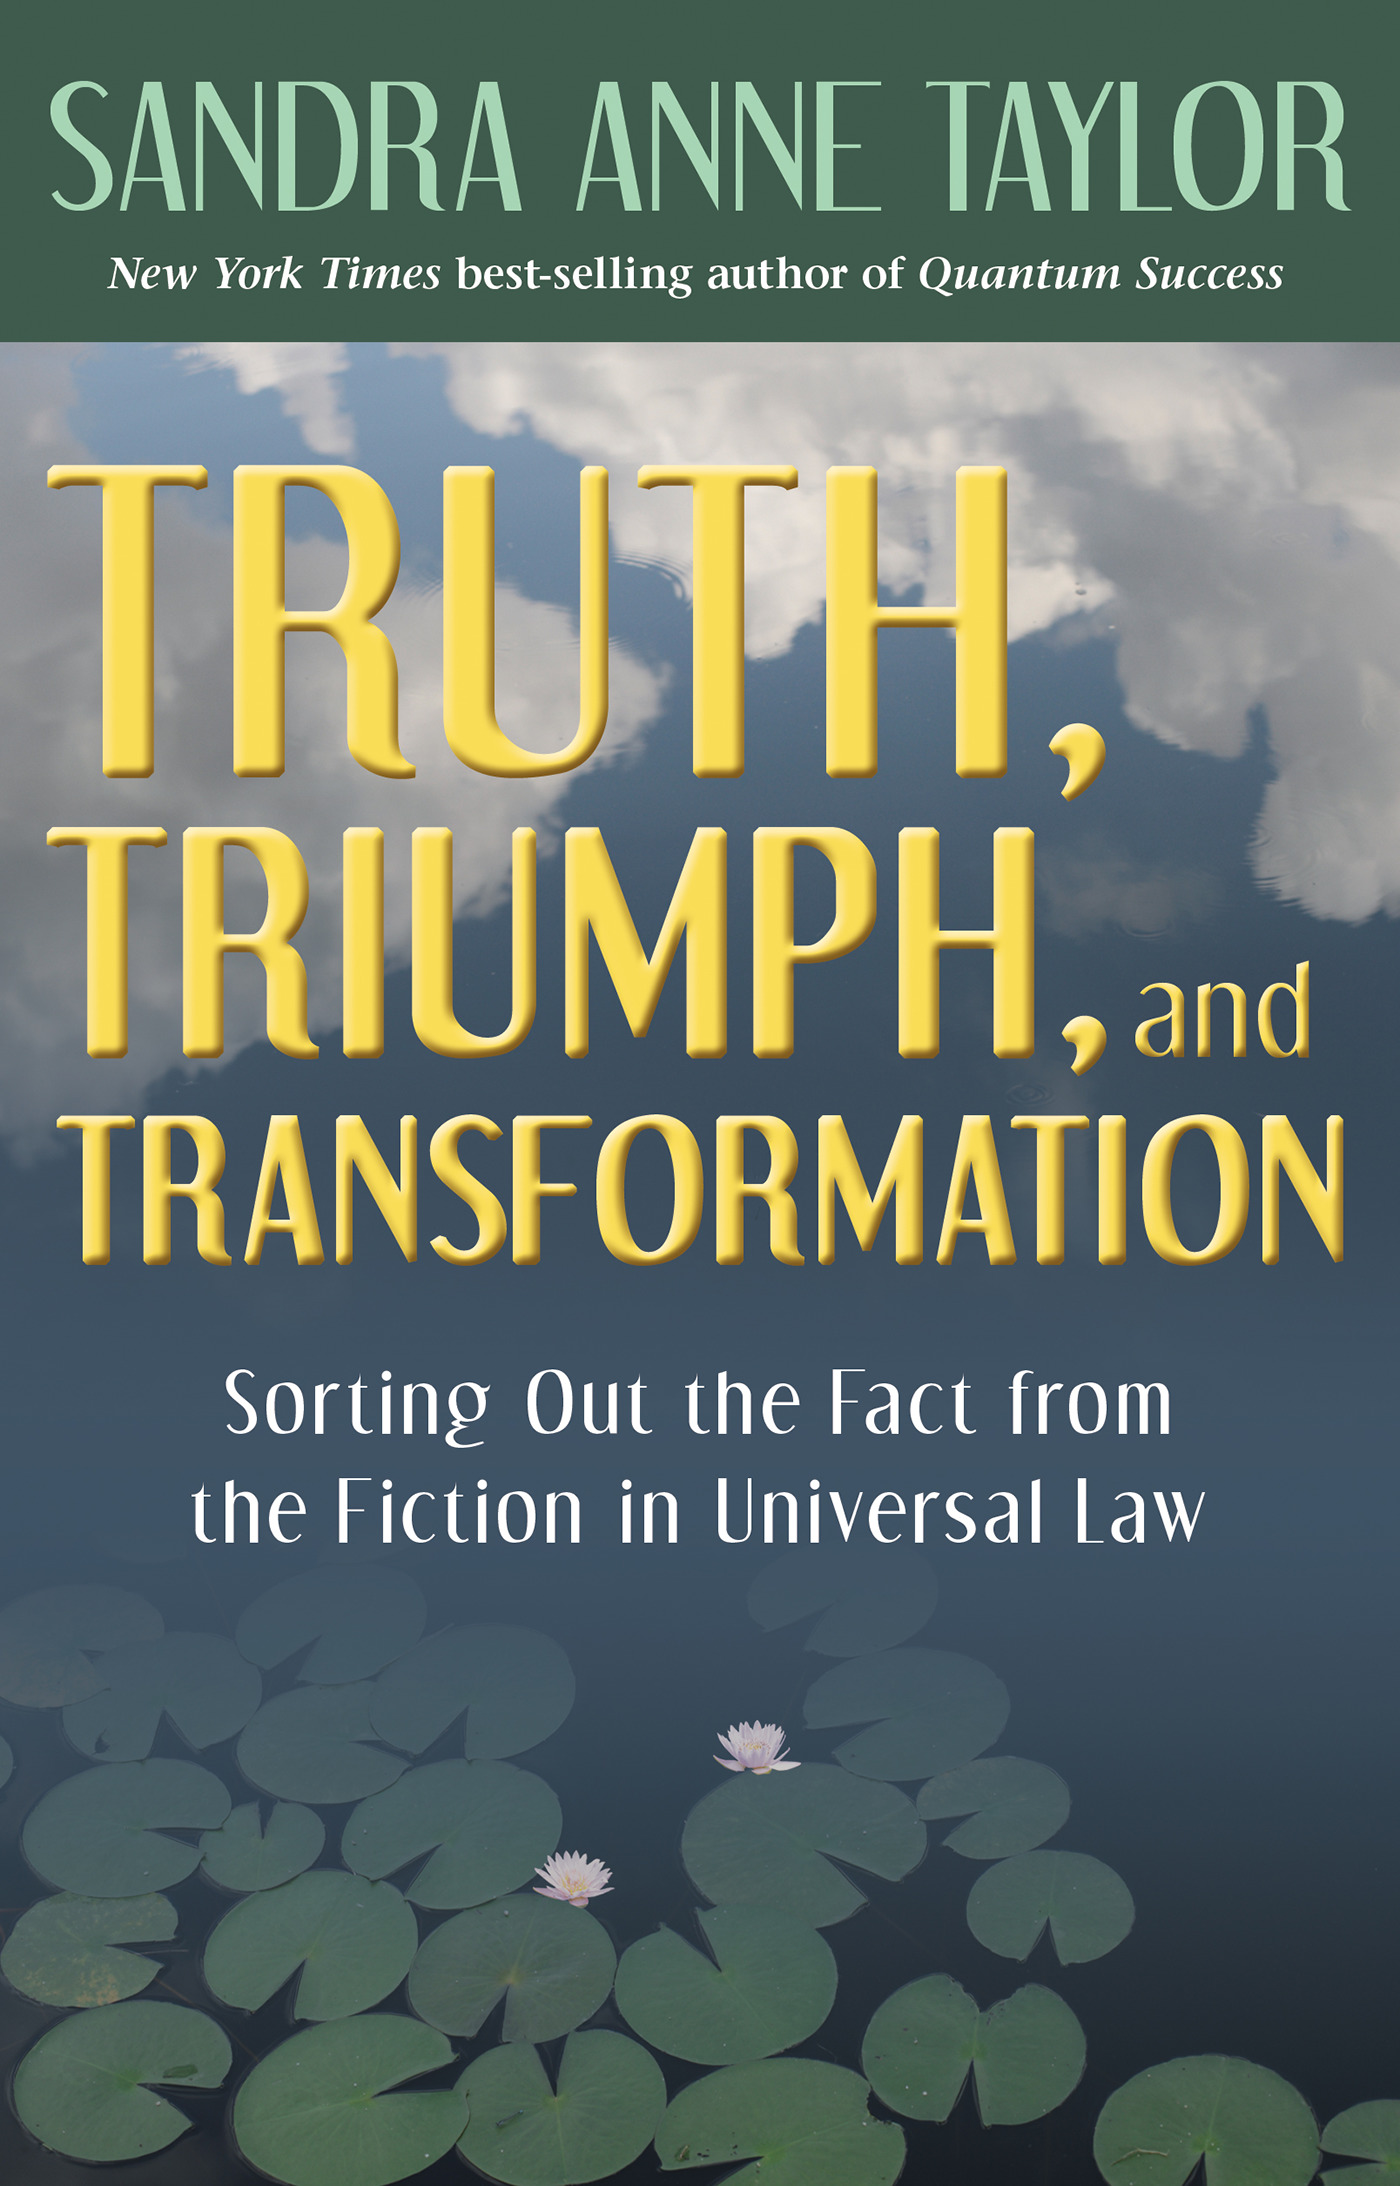 SANDRA ANNE TAYLOR
New York Times best-selling author of Quantum Success
TRUTH,
TRIUMPH, and
TRANSFORMATION
Sorting Out the Fact from
the Fiction in Universal Law